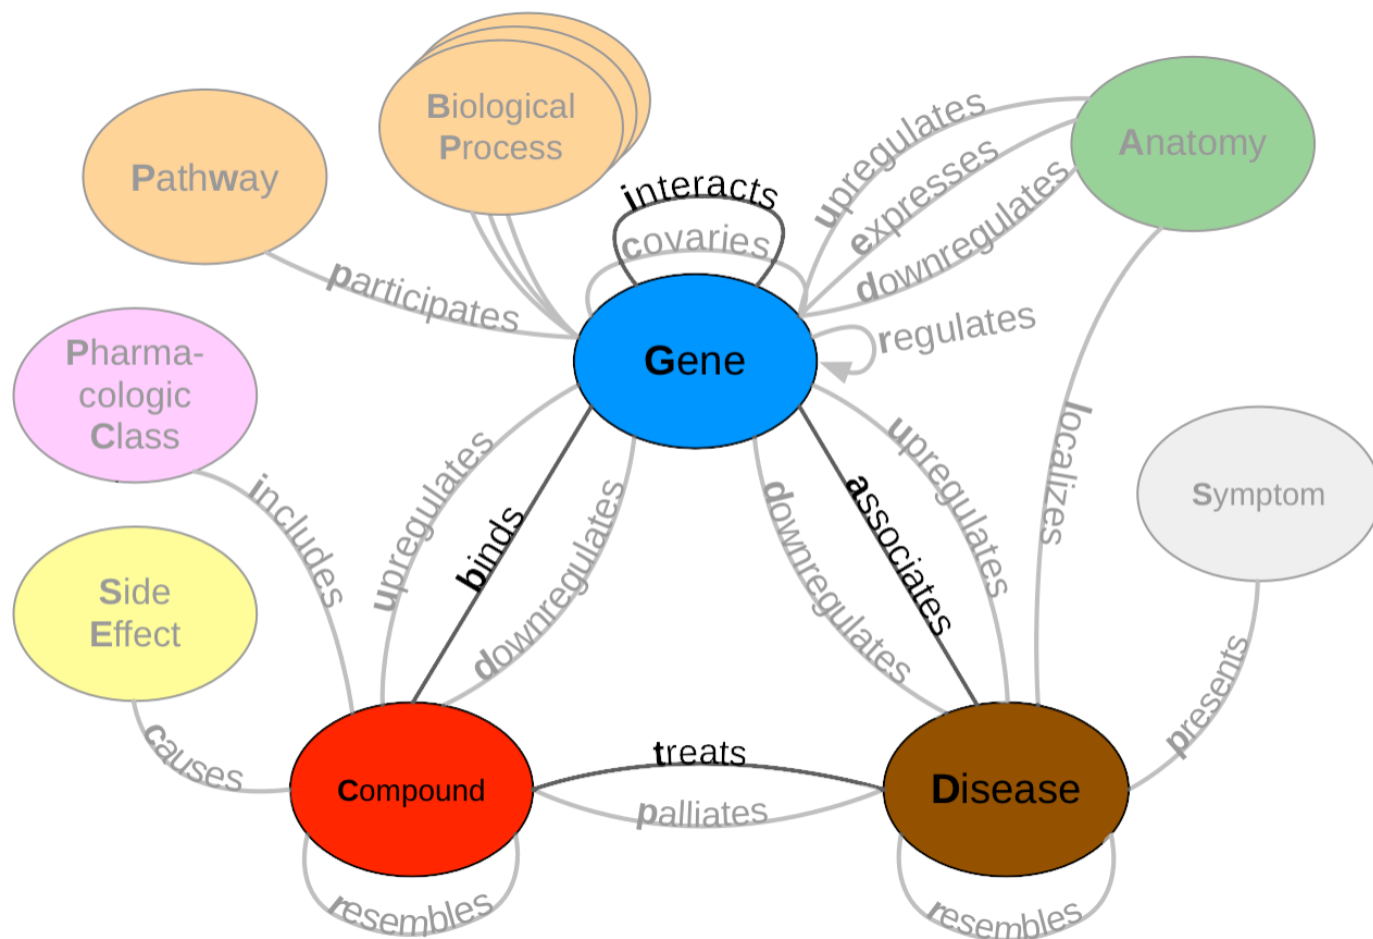 Biological
Process
Pathway
Anatomy
interacts
covaries
upregulates
expresses
downregulates
participates
regulates
Gene
Pharma-
cologic
Class
includes
upregulates
binds
downregulates
downregulates
associates
upregulates
localizes
Symptom
Side
Effect
causes
presents
treats
Compound
Disease
palliates
resembles
resembles